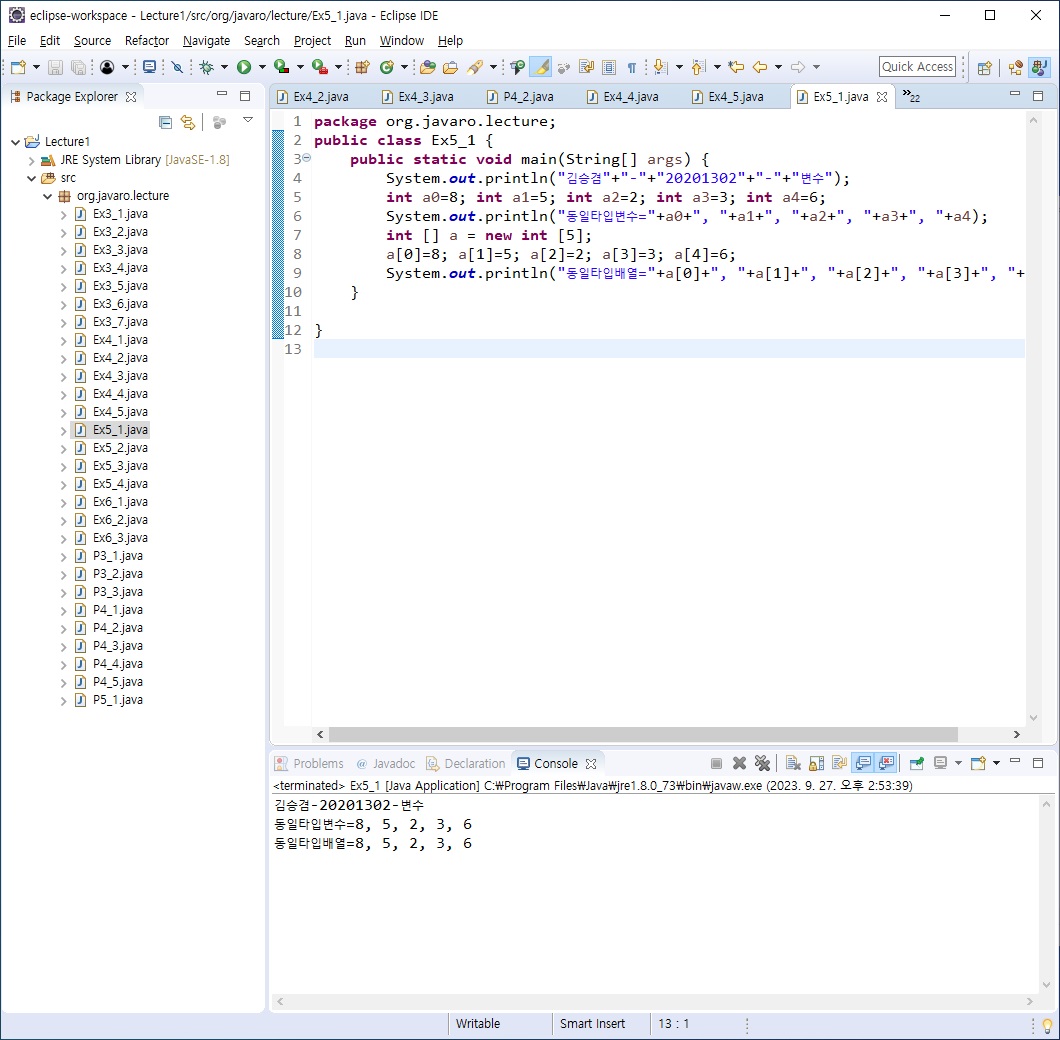 eclipse-workspace - Lecture1/src/org/javaro/lecture/Ex5_1.java - Eclipse IDE
File Edit Source Refactor Navigate Search Project Run Window Help
Quick Access
Package Explorer
Ex4_2.java Ex4_3.java P4_2.java Ex4_4.java Ex4_5.java Ex5_1.java »22
Lecture1
JRE System Library [JavaSE-1.8]
src
org.javaro.lecture
Ex3_1.java
Ex3_2.java
Ex3_3.java
Ex3_4.java
Ex3_5.java
Ex3_6.java
Ex3_7.java
Ex4_1.java
Ex4_2.java
Ex4_3.java
Ex4_4.java
Ex4_5.java
Ex5_1.java
Ex5_2.java
Ex5_3.java
Ex5_4.java
Ex6_1.java
Ex6_2.java
Ex6_3.java
P3_1.java
P3_2.java
P3_3.java
P4_1.java
P4_2.java
P4_3.java
P4_4.java
P4_5.java
P5_1.java
1 package org.javaro.lecture;
2 public class Ex5_1 {
3 public static void main(String[] args) {
4 System.out.println("김승겸"+"-"+"20201302"+"-"+"변수");
5 int a0=8; int a1=5; int a2=2; int a3=3; int a4=6;
6 System.out.println("동일타입변수="+a0+", "+a1+", "+a2+", "+a3+", "+a4);
7 int [] a = new int [5];
8 a[0]=8; a[1]=5; a[2]=2; a[3]=3; a[4]=6;
9 System.out.println("동일타입배열="+a[0]+", "+a[1]+", "+a[2]+", "+a[3]+", "+
10 }
11
12 }
13
Problems Javadoc Declaration Console
<terminated> Ex5_1 [Java Application] C:₩Program Files₩Java₩jre1.8.0_73₩bin₩javaw.exe (2023. 9. 27. 오후 2:53:39)
김승겸-20201302-변수
동일타입변수=8, 5, 2, 3, 6
동일타입배열=8, 5, 2, 3, 6
Writable Smart Insert 13 : 1